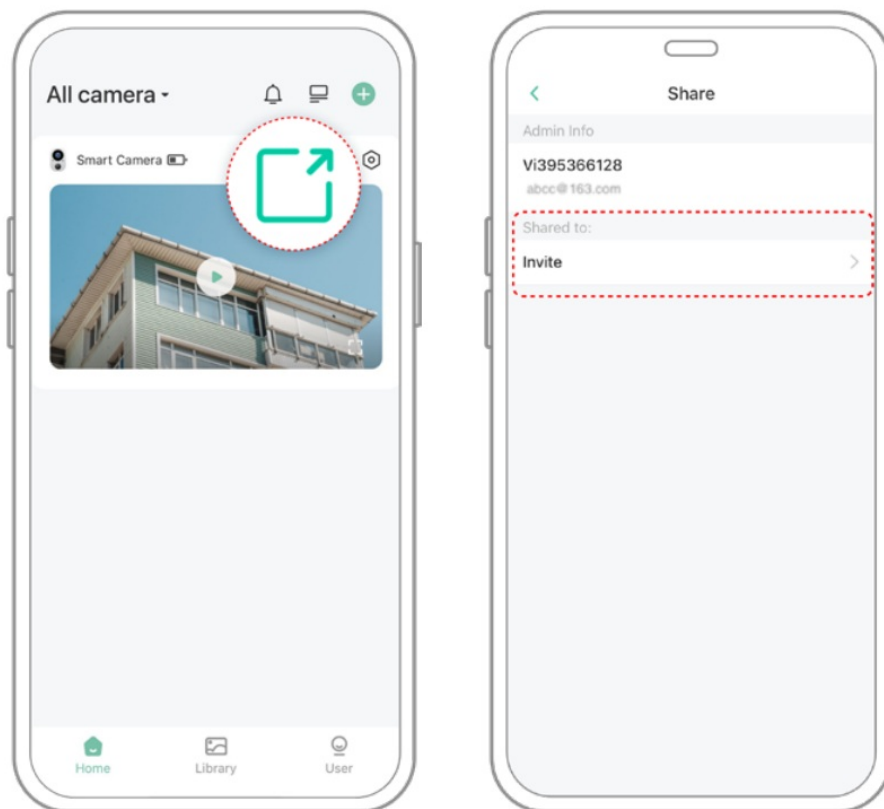 All camera
Smart Camera
Home
Library
User
Share
Admin Info
Vi395366128
abcc@163.com
Shared to:
Invite